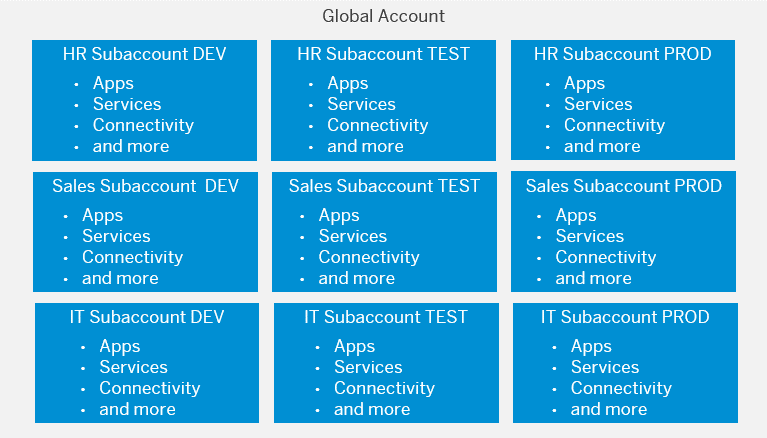 Global Account
HR Subaccount DEV
• Apps
• Services
• Connectivity
• and more
HR Subaccount TEST
• Apps
• Services
• Connectivity
• and more
HR Subaccount PROD
• Apps
• Services
• Connectivity
• and more
Sales Subaccount  DEV
• Apps
• Services
• Connectivity
• and more
Sales Subaccount TEST
• Apps
• Services
• Connectivity
• and more
Sales Subaccount PROD
• Apps
• Services
• Connectivity
• and more
IT Subaccount DEV
• Apps
• Services
• Connectivity
• and more
IT Subaccount TEST
• Apps
• Services
• Connectivity
• and more
IT Subaccount PROD
• Apps
• Services
• Connectivity
• and more